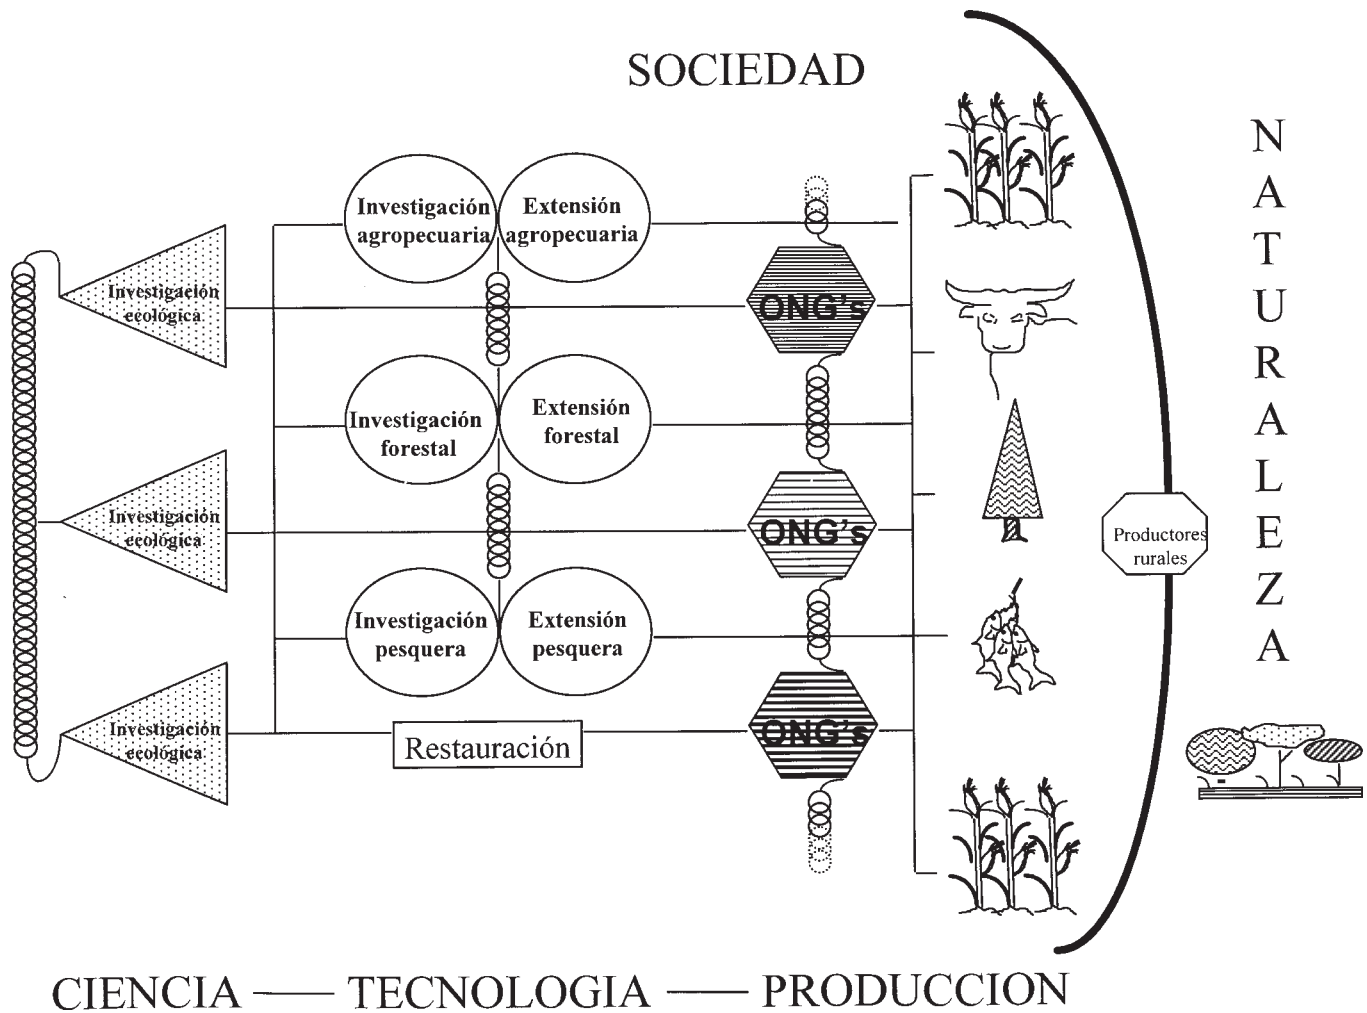 SOCIEDAD
NATURALEZA
Investigación
agropecuaria
Extensión
agropecuaria
Investigación
ecológica
ONG's
Investigación
forestal
Extensión
forestal
Investigación
ecológica
ONG's
Productores
rurales
Investigación
pesquera
Extensión
pesquera
Investigación
ecológica
Restauración
ONG's
CIENCIA — TECNOLOGIA — PRODUCCION